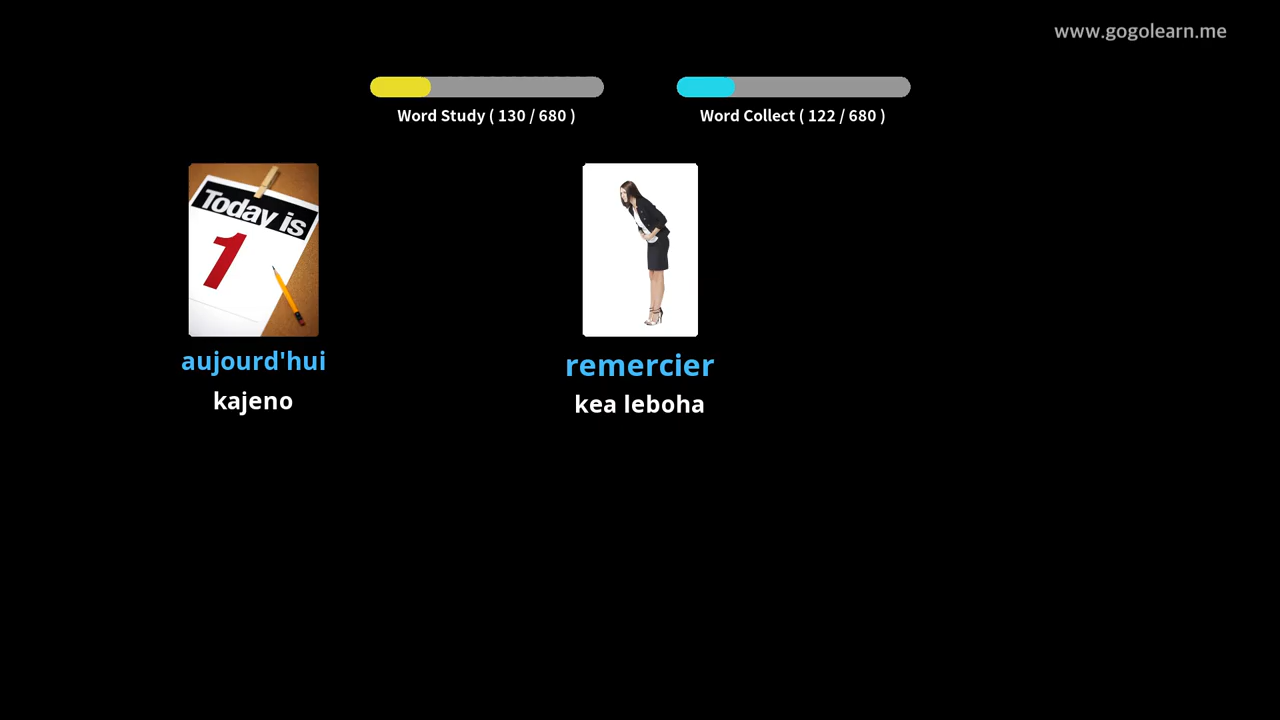 www.gogolearn.me
Word Study ( 130 / 680 )
Word Collect ( 122 / 680 )
Today is
1
aujourd'hui
kajeno
remercier
kea leboha